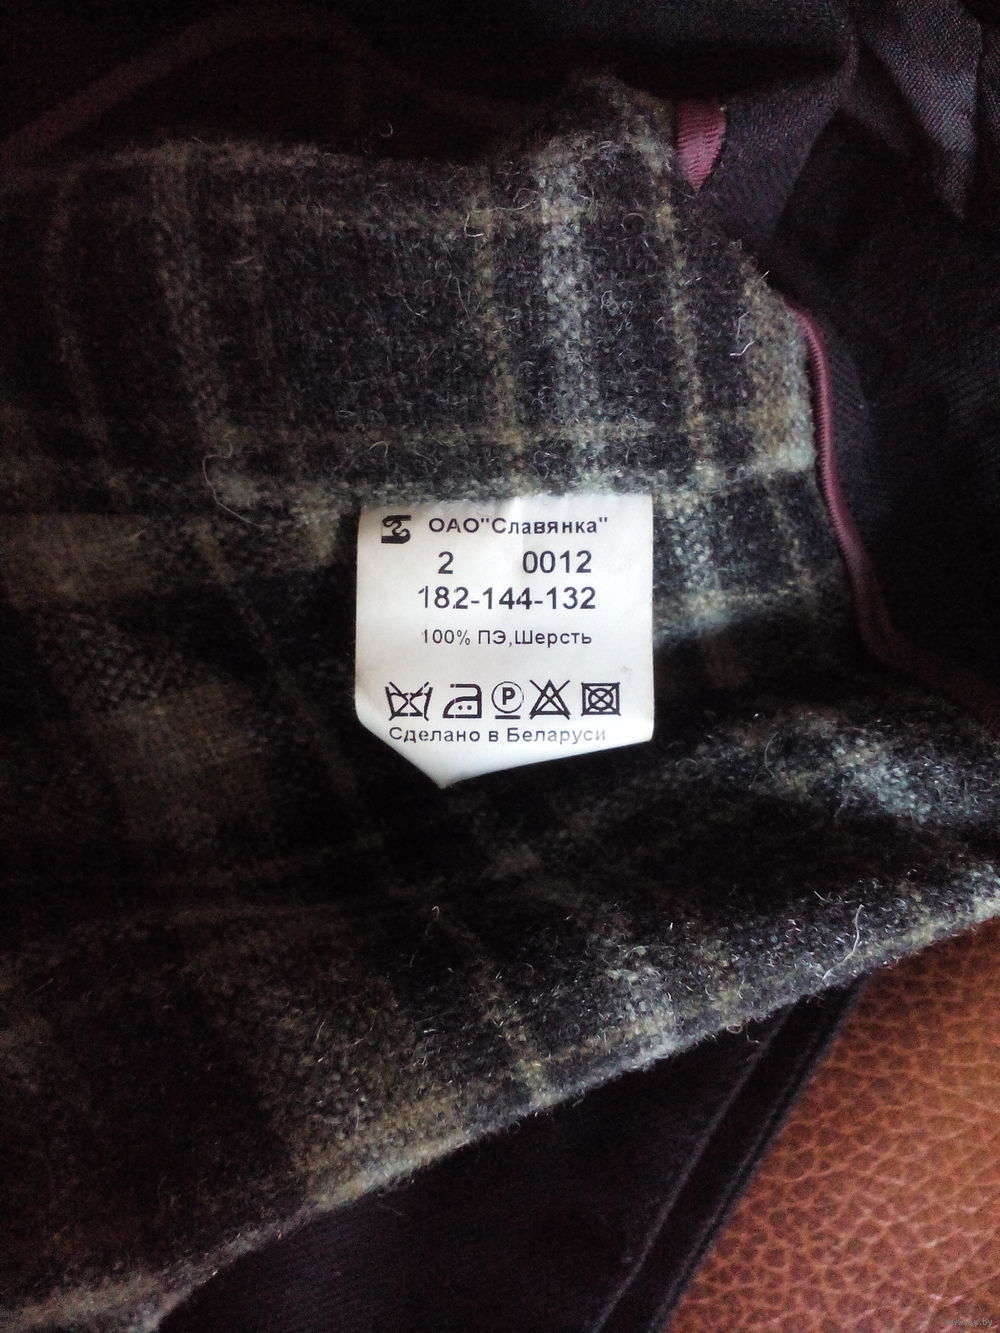 ОАО"Славянка"
2 0012
182-144-132
100% ПЭ,Шерсть
P
Сделано в Беларуси